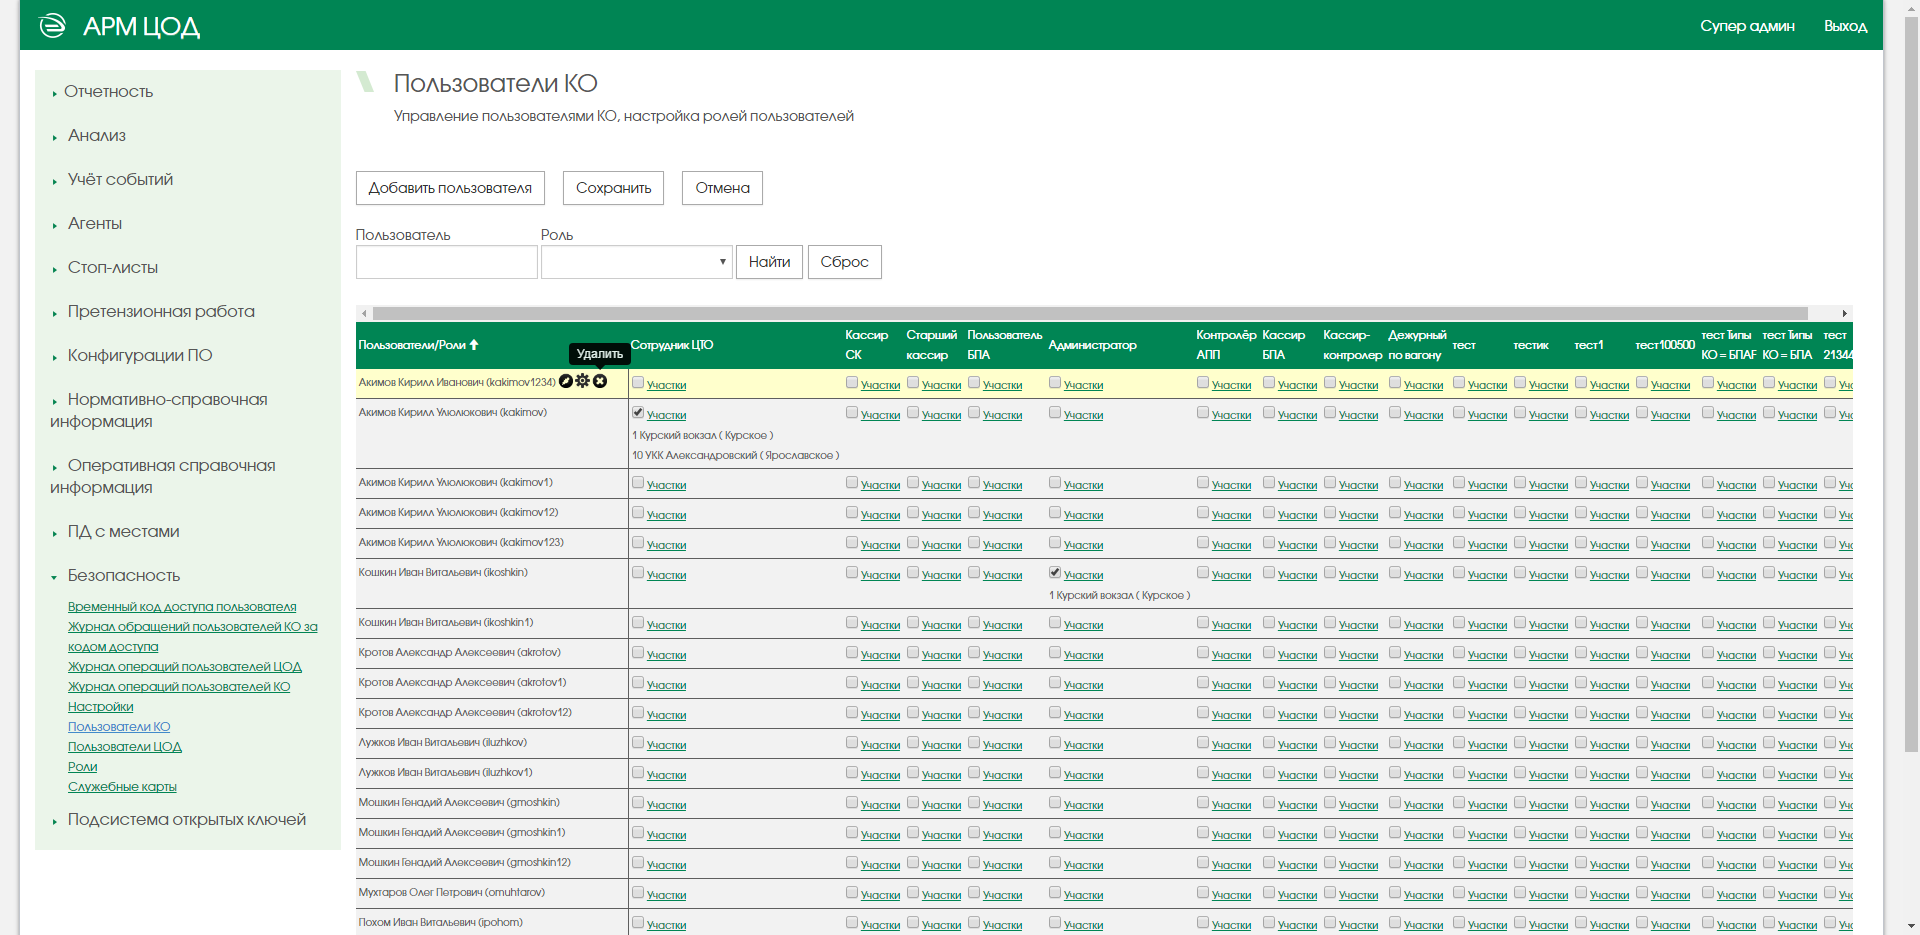 АРМ ЦОД
Супер админ Выход
Отчетность
Анализ
Учёт событий
Агенты
Стоп-листы
Претензионная работа
Конфигурации ПО
Нормативно-справочная
информация
Оперативная справочная
информация
ПД с местами
Безопасность
Временный код доступа пользователя
Журнал обращений пользователей КО за
кодом доступа
Журнал операций пользователей ЦОД
Журнал операций пользователей КО
Настройки
Пользователи КО
Пользователи ЦОД
Роли
Служебные карты
Подсистема открытых ключей
Пользователи КО
Управление пользователями КО, настройка ролей пользователей
Добавить пользователя Сохранить Отмена
Пользователь Роль
Найти Сброс
Удалить
Пользователи/Роли Сотрудник ЦТО Кассир СК Старший кассир Пользователь БПА Администратор Контролёр АПП Кассир БПА Кассир-контролер Дежурный по вагону тест тестик тест1 тест100500 тест Типы КО = БПАF тест Типы КО = БПА тест 21344
Акимов Кирилл Иванович (kakimov1234) Участки Участки Участки Участки Участки Участки Участки Участки Участки Участки Участки Участки Участки Участки Участки Учс
Акимов Кирилл Улюлюкович (kakimov) Участки Участки Участки Участки Участки Участки Участки Участки Участки Участки Участки Участки Участки Участки Участки Учс
1 Курский вокзал ( Курское )
10 УКК Александровский ( Ярославское )
Акимов Кирилл Улюлюкович (kakimov1) Участки Участки Участки Участки Участки Участки Участки Участки Участки Участки Участки Участки Участки Участки Участки Учс
Акимов Кирилл Улюлюкович (kakimov12) Участки Участки Участки Участки Участки Участки Участки Участки Участки Участки Участки Участки Участки Участки Участки Учс
Акимов Кирилл Улюлюкович (kakimov123) Участки Участки Участки Участки Участки Участки Участки Участки Участки Участки Участки Участки Участки Участки Участки Учс
Кошкин Иван Витальевич (ikoshkin) Участки Участки Участки Участки Участки Участки Участки Участки Участки Участки Участки Участки Участки Участки Участки Учс
1 Курский вокзал ( Курское )
Кошкин Иван Витальевич (ikoshkin1) Участки Участки Участки Участки Участки Участки Участки Участки Участки Участки Участки Участки Участки Участки Участки Учс
Кротов Александр Алексеевич (akrotov) Участки Участки Участки Участки Участки Участки Участки Участки Участки Участки Участки Участки Участки Участки Участки Учс
Кротов Александр Алексеевич (akrotov1) Участки Участки Участки Участки Участки Участки Участки Участки Участки Участки Участки Участки Участки Участки Участки Учс
Кротов Александр Алексеевич (akrotov12) Участки Участки Участки Участки Участки Участки Участки Участки Участки Участки Участки Участки Участки Участки Участки Учс
Лужков Иван Витальевич (iluzhkov) Участки Участки Участки Участки Участки Участки Участки Участки Участки Участки Участки Участки Участки Участки Участки Учс
Лужков Иван Витальевич (iluzhkov1) Участки Участки Участки Участки Участки Участки Участки Участки Участки Участки Участки Участки Участки Участки Участки Учс
Мошкин Генадий Алексеевич (gmoshkin) Участки Участки Участки Участки Участки Участки Участки Участки Участки Участки Участки Участки Участки Участки Участки Учс
Мошкин Генадий Алексеевич (gmoshkin1) Участки Участки Участки Участки Участки Участки Участки Участки Участки Участки Участки Участки Участки Участки Участки Учс
Мошкин Генадий Алексеевич (gmoshkin12) Участки Участки Участки Участки Участки Участки Участки Участки Участки Участки Участки Участки Участки Участки Участки Учс
Мухтаров Олег Петрович (omuhtarov) Участки Участки Участки Участки Участки Участки Участки Участки Участки Участки Участки Участки Участки Участки Участки Учс
Похом Иван Витальевич (ipohom) Участки Участки Участки Участки Участки Участки Участки Участки Участки Участки Участки Участки Участки Участки Участки Учс